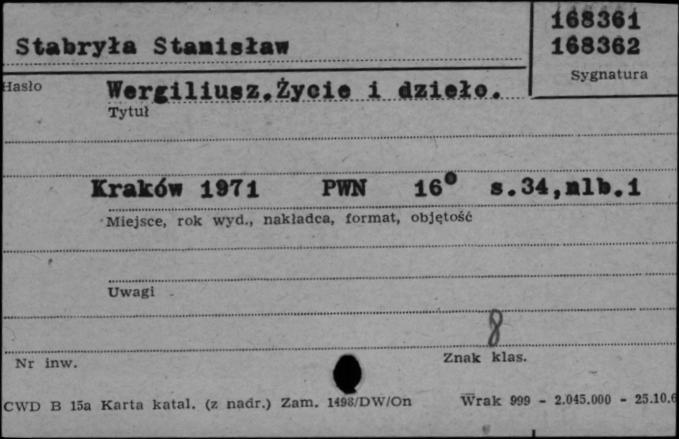 168361
Stabryła Stanisław 168362
Sygnatura
Hasło Wergiliusz.Życie i dzieło.
Tytuł
Kraków 1971 PWN 16° s.34,nlb.1
Miejsce, rok wyd., nakładca, format, objętość
Uwagi
8
Nr inw. Znak klas.
CWD B 15a Karta katal. (z nadr.) Zam. 1498/DW/On Wrak 999 - 2.045.000 - 25.10.6